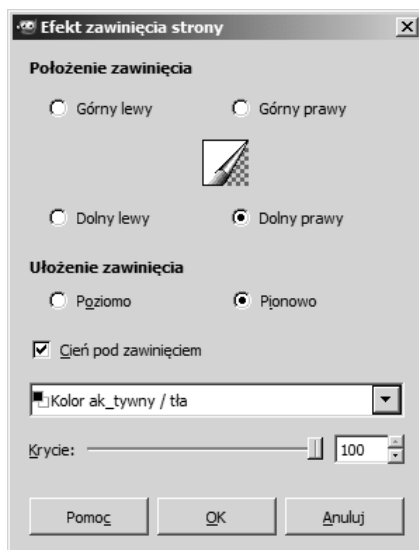 Efekt zawinięcia strony
Położenie zawinięcia
Górny lewy Górny prawy
Dolny lewy Dolny prawy
Ułożenie zawinięcia
Poziomo Pionowo
Cień pod zawinięciem
Kolor ak_tywny / tła
Krycie: 100
Pomoc OK Anuluj